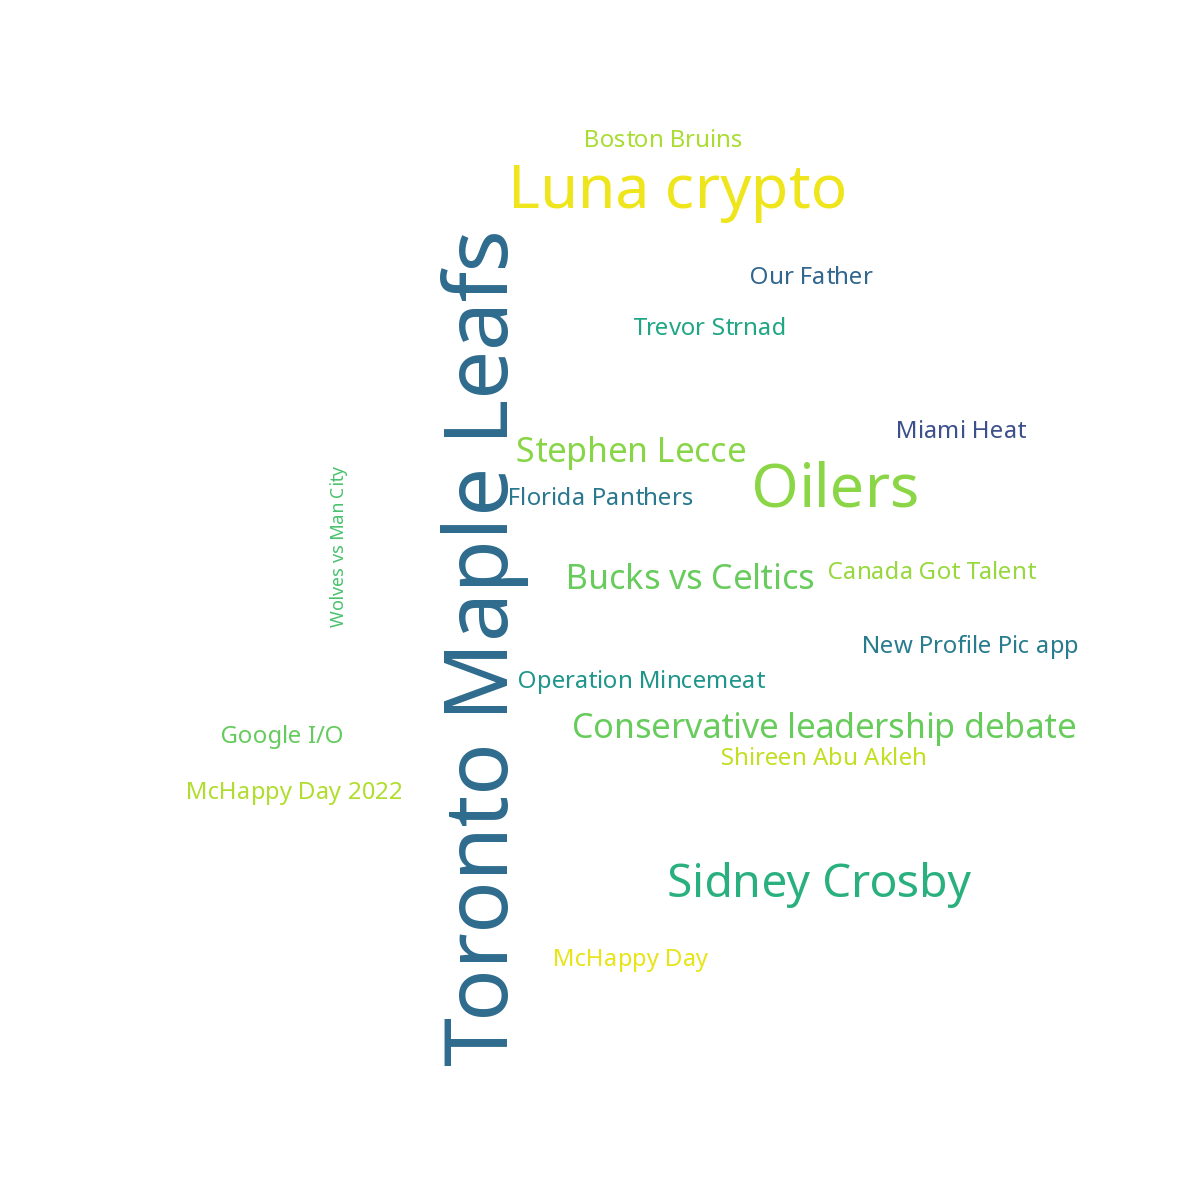 Boston Bruins
Luna crypto
Toronto Maple Leafs
Our Father
Trevor Strnad
Miami Heat
Stephen Lecce
Oilers
Florida Panthers
Wolves vs Man City
Bucks vs Celtics
Canada Got Talent
New Profile Pic app
Operation Mincemeat
Google I/O
Conservative leadership debate
Shireen Abu Akleh
McHappy Day 2022
Sidney Crosby
McHappy Day